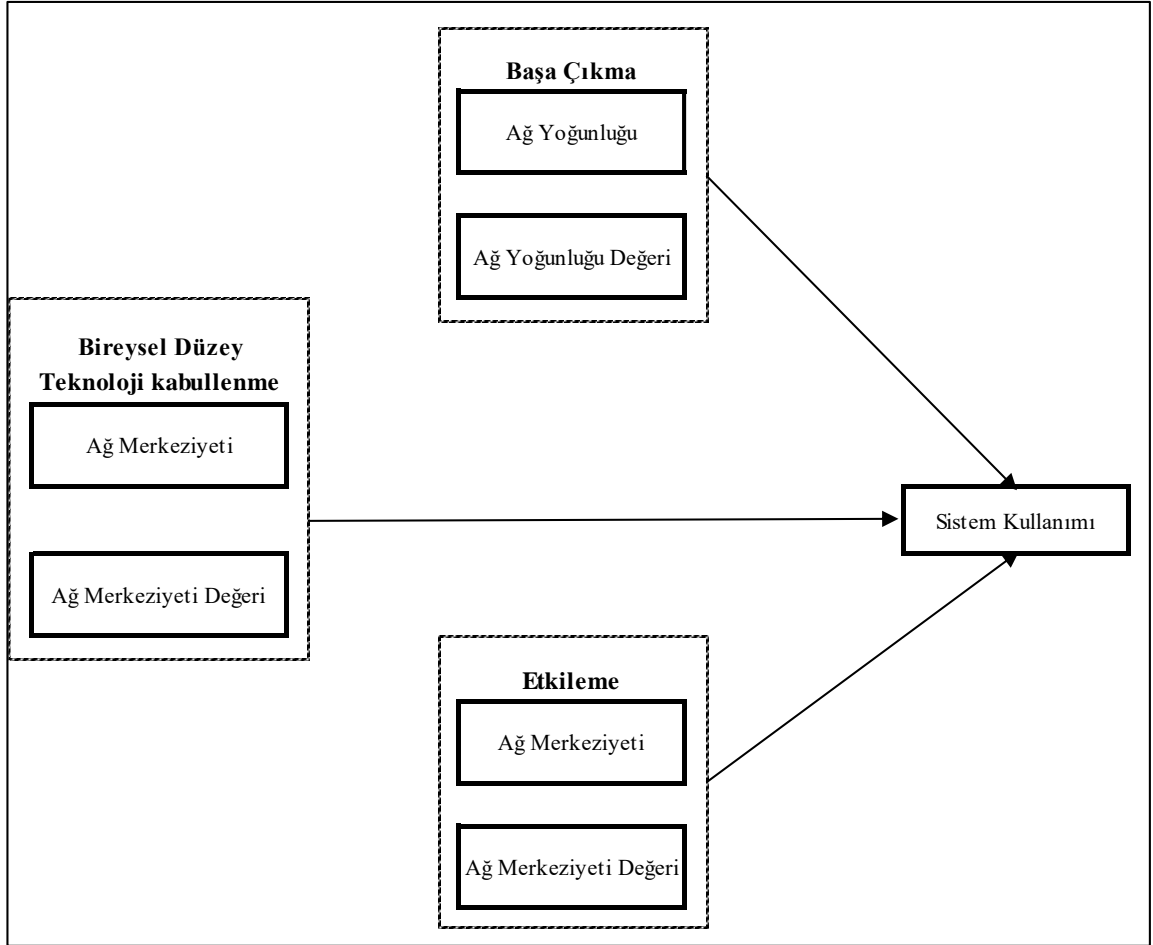 Başa Çıkma
Ağ Yoğunluğu
Ağ Yoğunluğu Değeri
Bireysel Düzey
Teknoloji kabullenme
Ağ Merkeziyeti
Ağ Merkeziyeti Değeri
Sistem Kullanımı
Etkileme
Ağ Merkeziyeti
Ağ Merkeziyeti Değeri